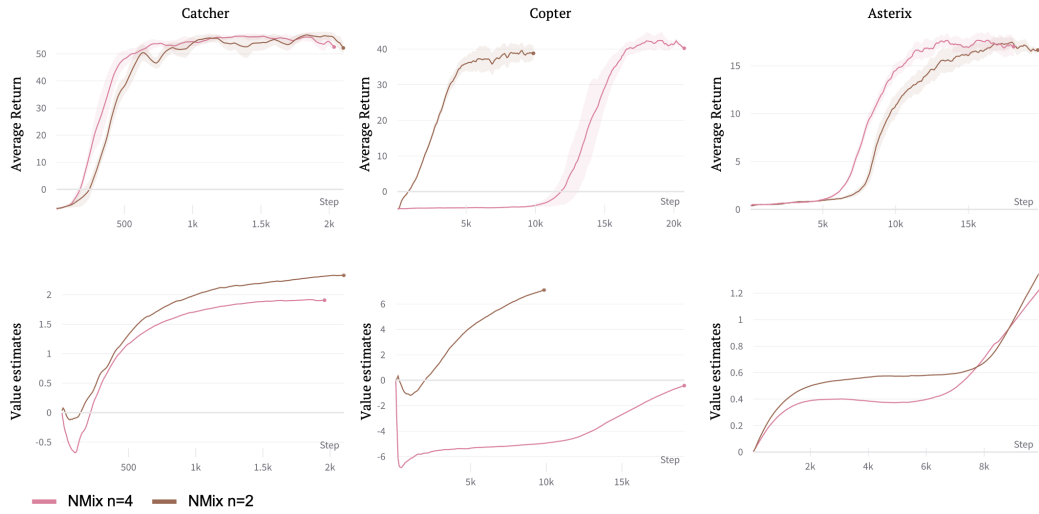 Catcher
Copter
Asterix
Average Return
50
40
30
20
10
0
500
1k
1.5k
2k
Step
Average Return
40
30
20
10
0
5k
10k
15k
20k
Step
Average Return
15
10
5
0
5k
10k
15k
Step
Value estimates
2
1.5
1
0.5
0
-0.5
500
1k
1.5k
2k
Step
Value estimates
6
4
2
0
-2
-4
-6
5k
10k
15k
Step
Value estimates
1.2
1
0.8
0.6
0.4
0.2
0
2k
4k
6k
8k
Step
NMix n=4 NMix n=2